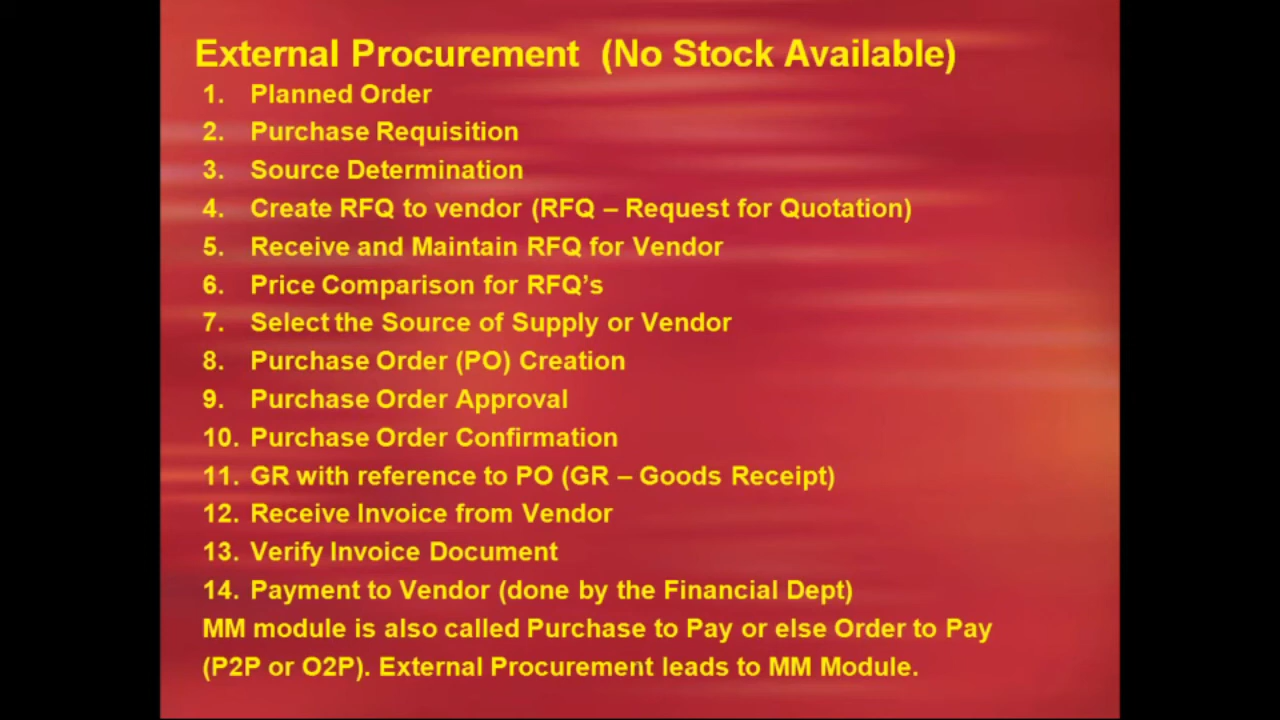 External Procurement (No Stock Available)
1. Planned Order
2. Purchase Requisition
3. Source Determination
4. Create RFQ to vendor (RFQ – Request for Quotation)
5. Receive and Maintain RFQ for Vendor
6. Price Comparison for RFQ’s
7. Select the Source of Supply or Vendor
8. Purchase Order (PO) Creation
9. Purchase Order Approval
10. Purchase Order Confirmation
11. GR with reference to PO (GR – Goods Receipt)
12. Receive Invoice from Vendor
13. Verify Invoice Document
14. Payment to Vendor (done by the Financial Dept)
MM module is also called Purchase to Pay or else Order to Pay
(P2P or O2P). External Procurement leads to MM Module.